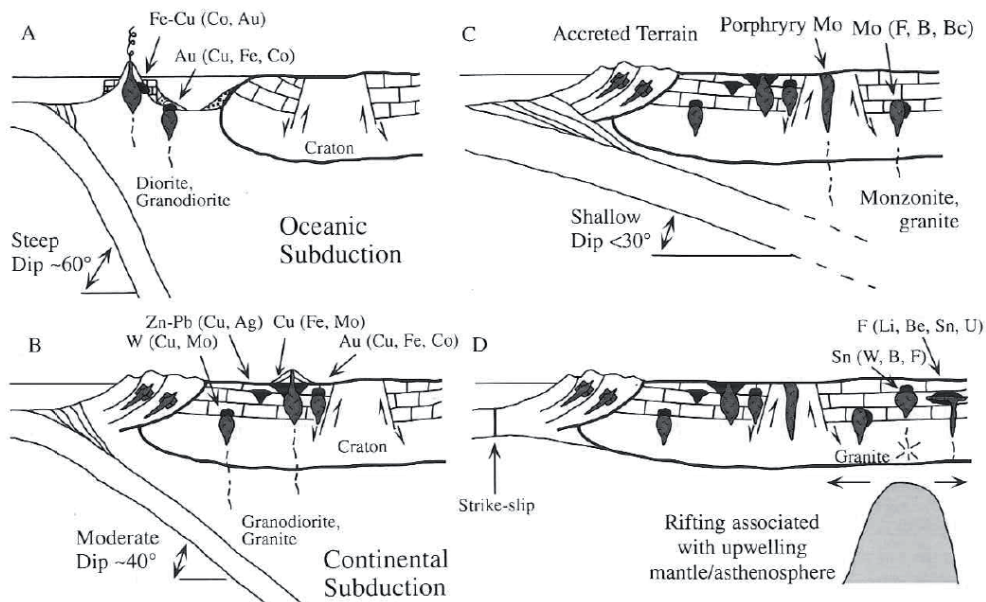 A
Fe-Cu (Co, Au)
Au (Cu, Fe, Co)
Craton
Diorite,
Granodiorite
Oceanic
Subduction
Steep
Dip ~60°
B
Zn-Pb (Cu, Ag)
W (Cu, Mo)
Cu (Fe, Mo)
Au (Cu, Fe, Co)
Craton
Granodiorite,
Granite
Moderate
Dip ~40°
Continental
Subduction
C
Accreted Terrain
Porphryry Mo
Mo (F, B, Bc)
Monzonite,
granite
Shallow
Dip <30°
D
F (Li, Be, Sn, U)
Sn (W, B, F)
Granite
Strike-slip
Rifting associated
with upwelling
mantle/asthenosphere